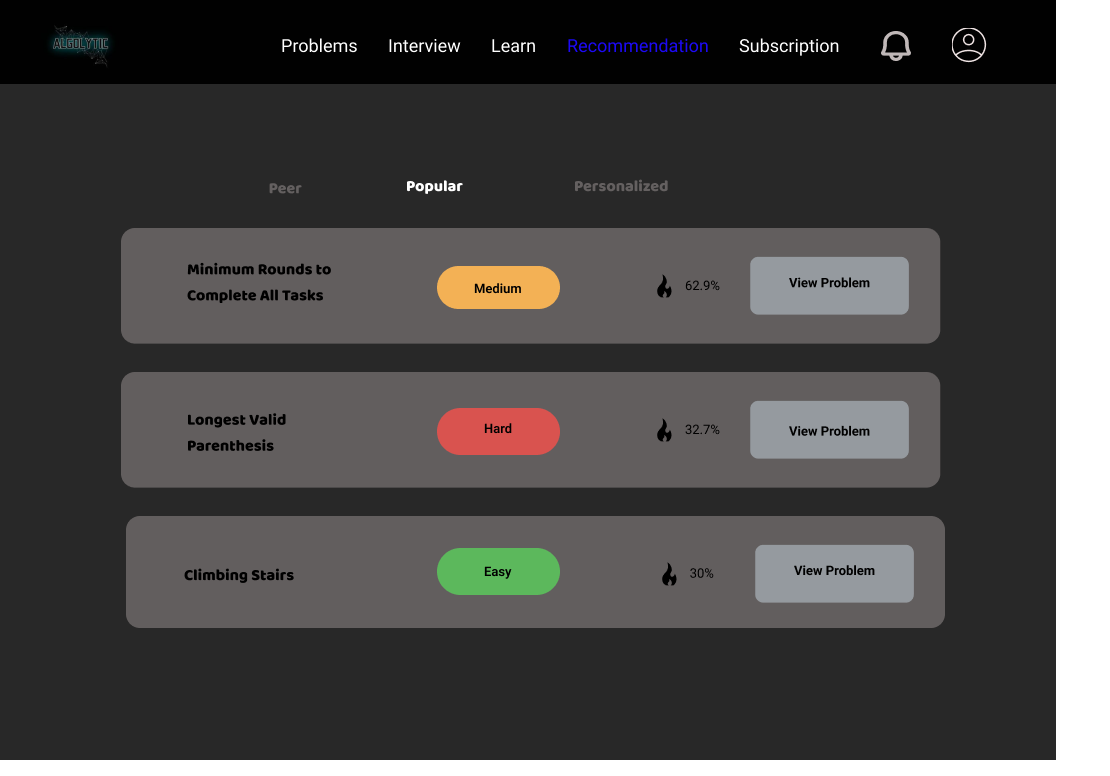 ALGOLYTIC
Problems Interview Learn Recommendation Subscription
Peer Popular Personalized
Minimum Rounds to
Complete All Tasks
Medium
62.9%
View Problem
Longest Valid
Parenthesis
Hard
32.7%
View Problem
Climbing Stairs
Easy
30%
View Problem